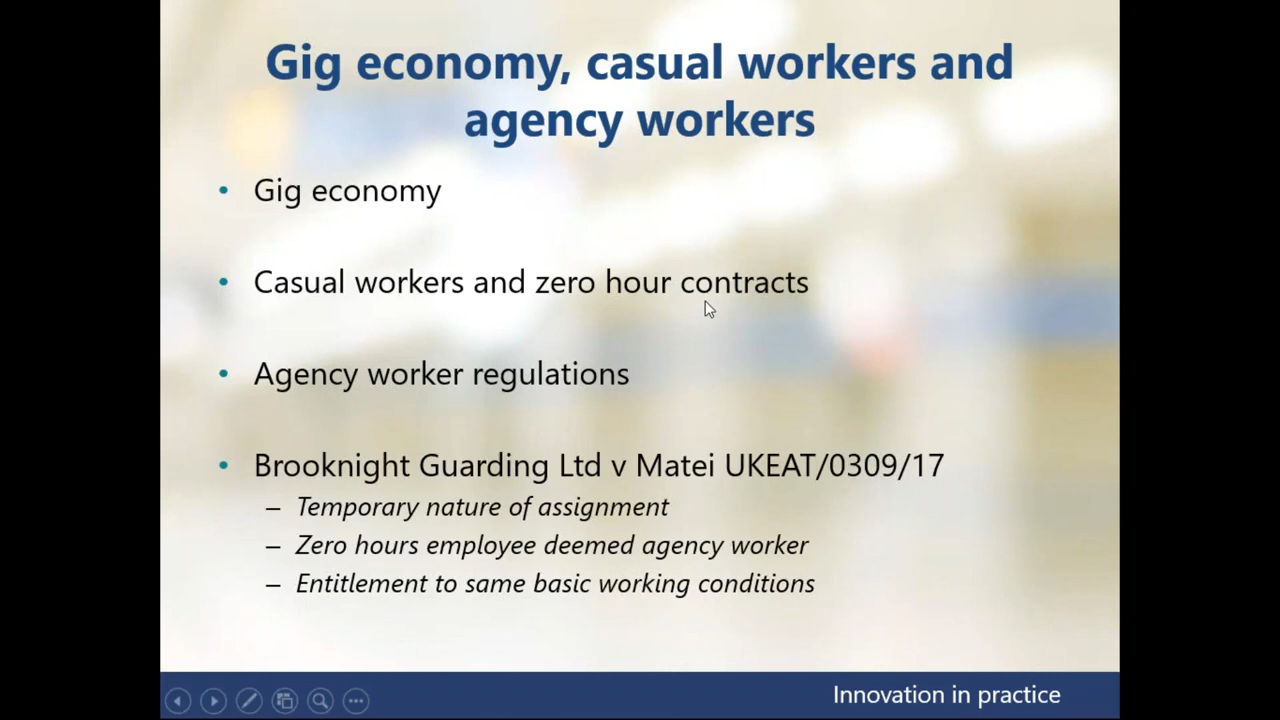 Gig economy, casual workers and
agency workers
• Gig economy
• Casual workers and zero hour contracts
• Agency worker regulations
• Brooknight Guarding Ltd v Matei UKEAT/0309/17
– Temporary nature of assignment
– Zero hours employee deemed agency worker
– Entitlement to same basic working conditions
Innovation in practice